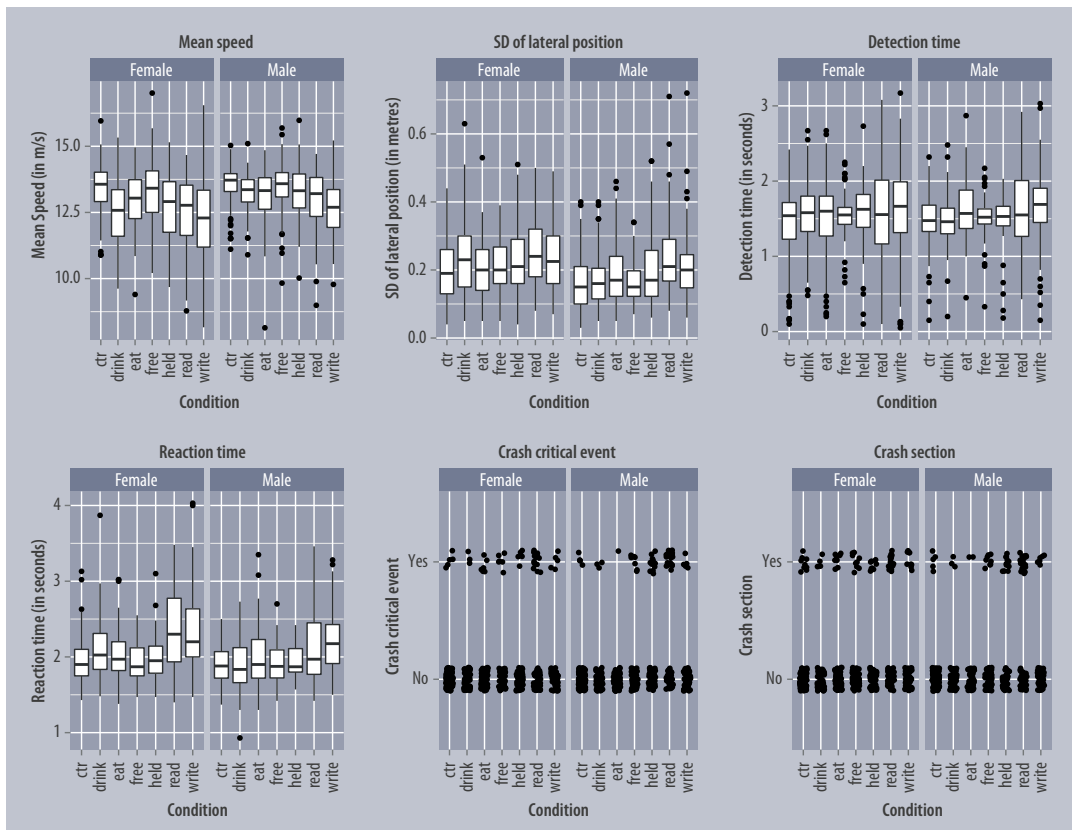 Mean speed
Female Male
Mean Speed (in m/s)
15.0
12.5
10.0
ctr drink eat free held read write ctr drink eat free held read write
Condition
SD of lateral position
Female Male
SD of lateral position (in metres)
0.6
0.4
0.2
0.0
ctr drink eat free held read write ctr drink eat free held read write
Condition
Detection time
Female Male
Detection time (in seconds)
3
2
1
0
ctr drink eat free held read write ctr drink eat free held read write
Condition
Reaction time
Female Male
Reaction time (in seconds)
4
3
2
1
ctr drink eat free held read write ctr drink eat free held read write
Condition
Crash critical event
Female Male
Crash critical event
Yes
No
ctr drink eat free held read write ctr drink eat free held read write
Condition
Crash section
Female Male
Crash section
Yes
No
ctr drink eat free held read write ctr drink eat free held read write
Condition